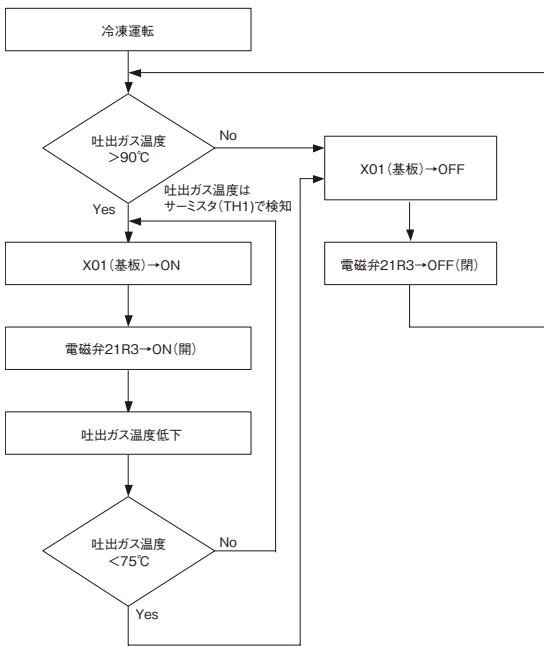 冷凍運転
吐出ガス温度
>90℃
No
Yes
吐出ガス温度は
サーミスタ(TH1)で検知
X01(基板)→ON
電磁弁21R3→ON(開)
吐出ガス温度低下
吐出ガス温度
<75℃
No
Yes
X01(基板)→OFF
電磁弁21R3→OFF(閉)